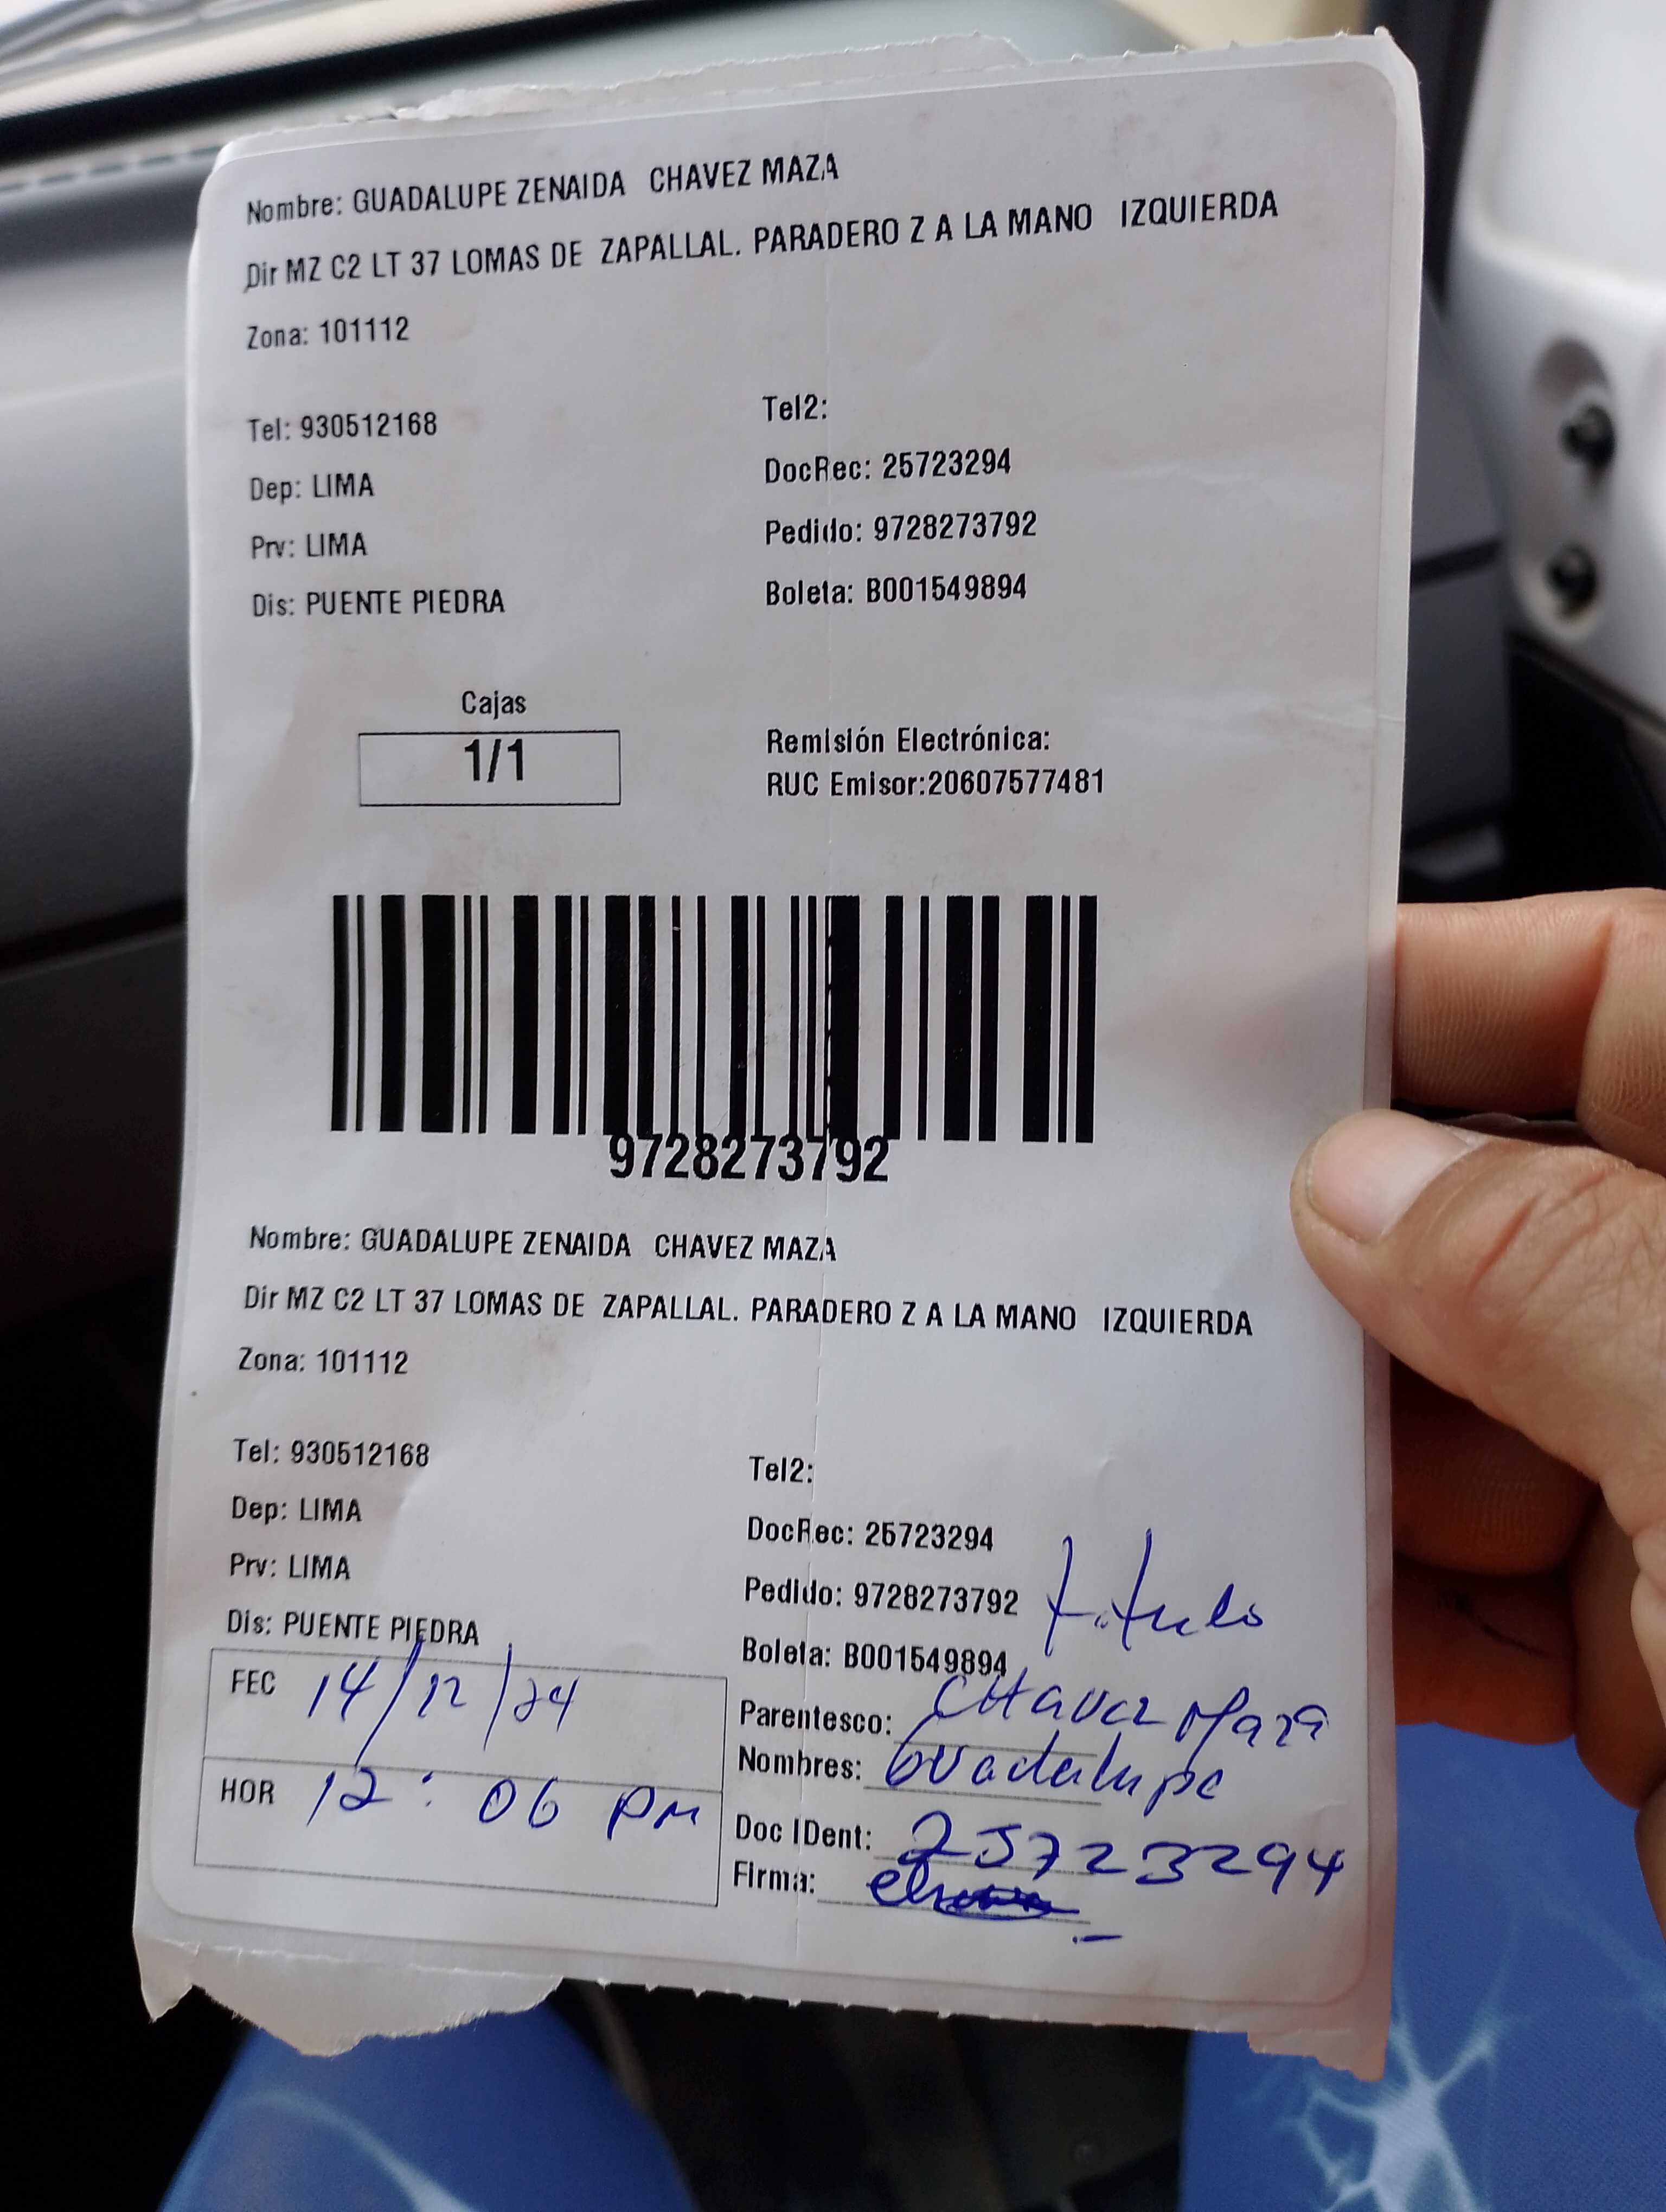 Nombre: GUADALUPE ZENAIDA CHAVEZ MAZA
Dir MZ C2 LT 37 LOMAS DE ZAPALLAL. PARADERO Z A LA MANO IZQUIERDA
Zona: 101112
Tel: 930512168
Dep: LIMA
Prv: LIMA
Dis: PUENTE PIEDRA
Tel2:
DocRec: 25723294
Pedido: 9728273792
Boleta: B001549894
Cajas
1/1
Remisión Electrónica:
RUC Emisor:20607577481
9728273792
Nombre: GUADALUPE ZENAIDA CHAVEZ MAZA
Dir MZ C2 LT 37 LOMAS DE ZAPALLAL. PARADERO Z A LA MANO IZQUIERDA
Zona: 101112
Tel: 930512168
Dep: LIMA
Prv: LIMA
Dis: PUENTE PIEDRA
FEC 14/12/24
HOR 12:06 PM
Tel2:
DocRec: 25723294
Pedido: 9728273792
Boleta: B001549894
Parentesco: Chavez Maza
Nombres: Guadalupe
Doc IDent: 25723294
Firma: